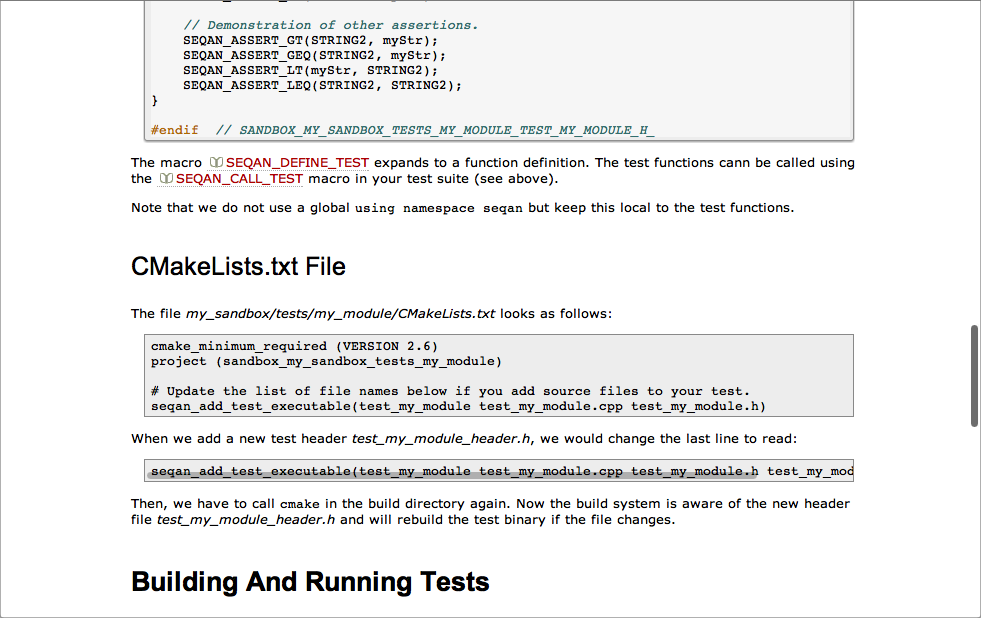 // Demonstration of other assertions.
SEQAN_ASSERT_GT(STRING2, myStr);
SEQAN_ASSERT_GEQ(STRING2, myStr);
SEQAN_ASSERT_LT(myStr, STRING2);
SEQAN_ASSERT_LEQ(STRING2, STRING2);
}
#endif // SANDBOX_MY_SANDBOX_TESTS_MY_MODULE_TEST_MY_MODULE_H_
The macro SEQAN_DEFINE_TEST expands to a function definition. The test functions cann be called using
the SEQAN_CALL_TEST macro in your test suite (see above).
Note that we do not use a global using namespace seqan but keep this local to the test functions.
CMakeLists.txt File
The file my_sandbox/tests/my_module/CMakeLists.txt looks as follows:
cmake_minimum_required (VERSION 2.6)
project (sandbox_my_sandbox_tests_my_module)
# Update the list of file names below if you add source files to your test.
seqan_add_test_executable(test_my_module test_my_module.cpp test_my_module.h)
When we add a new test header test_my_module_header.h, we would change the last line to read:
seqan_add_test_executable(test_my_module test_my_module.cpp test_my_module.h test_my_mod
Then, we have to call cmake in the build directory again. Now the build system is aware of the new header
file test_my_module_header.h and will rebuild the test binary if the file changes.
Building And Running Tests